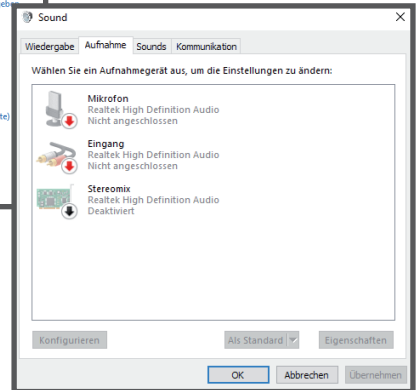 Sound
Wiedergabe Aufnahme Sounds Kommunikation
Wählen Sie ein Aufnahmegerät aus, um die Einstellungen zu ändern:
Mikrofon
Realtek High Definition Audio
Nicht angeschlossen
Eingang
Realtek High Definition Audio
Nicht angeschlossen
Stereomix
Realtek High Definition Audio
Deaktiviert
Konfigurieren Als Standard Eigenschaften
OK Abbrechen Übernehmen